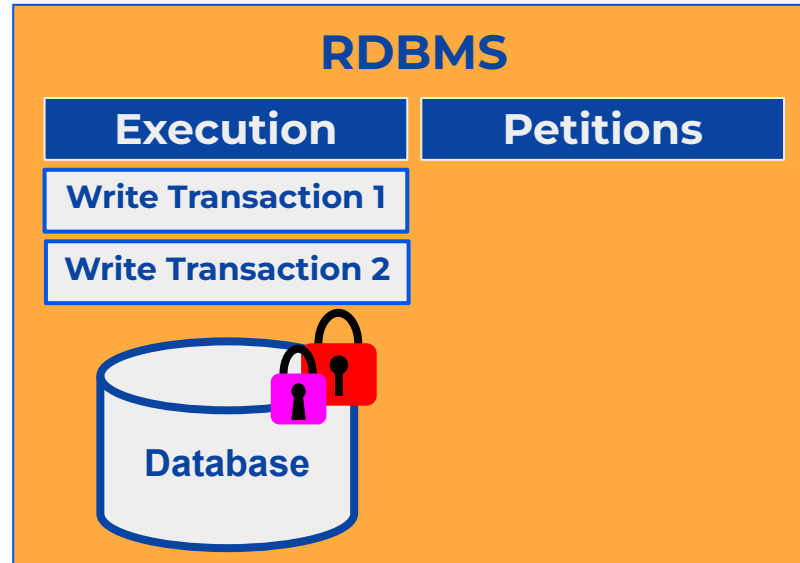 RDBMS
Execution
Petitions
Write Transaction 1
Write Transaction 2
Database